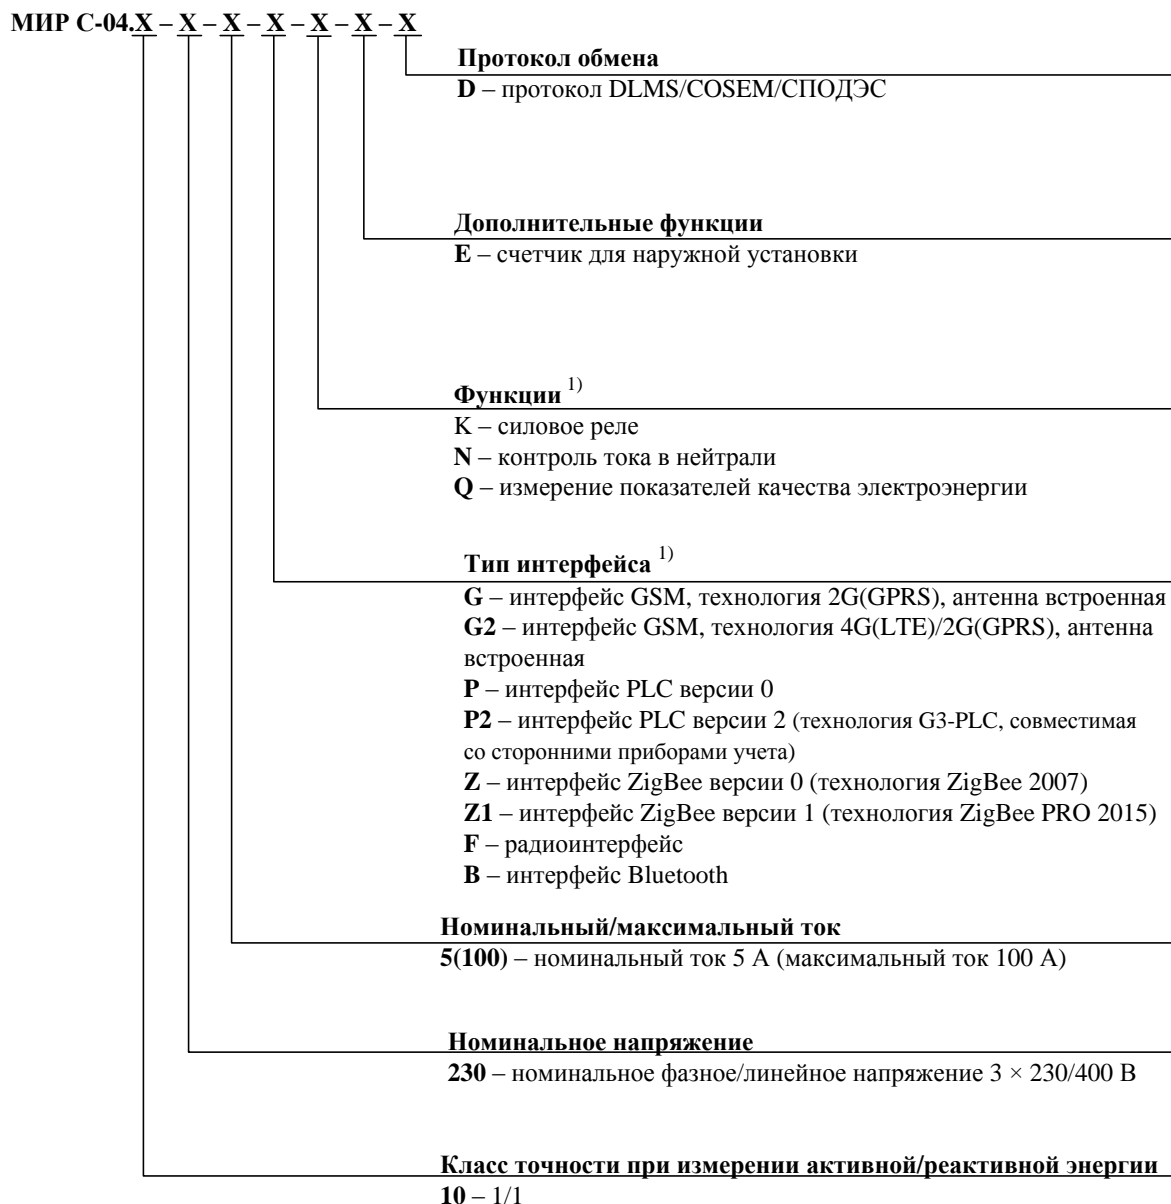 МИР С-04.X – X – X – X – X – X – X
Протокол обмена
D – протокол DLMS/COSEM/СПОДЭС
Дополнительные функции
E – счетчик для наружной установки
Функции 1)
K – силовое реле
N – контроль тока в нейтрали
Q – измерение показателей качества электроэнергии
Тип интерфейса 1)
G – интерфейс GSM, технология 2G(GPRS), антенна встроенная
G2 – интерфейс GSM, технология 4G(LTE)/2G(GPRS), антенна
встроенная
P – интерфейс PLC версии 0
P2 – интерфейс PLC версии 2 (технология G3-PLC, совместимая
со сторонними приборами учета)
Z – интерфейс ZigBee версии 0 (технология ZigBee 2007)
Z1 – интерфейс ZigBee версии 1 (технология ZigBee PRO 2015)
F – радиоинтерфейс
B – интерфейс Bluetooth
Номинальный/максимальный ток
5(100) – номинальный ток 5 А (максимальный ток 100 А)
Номинальное напряжение
230 – номинальное фазное/линейное напряжение 3 × 230/400 В
Класс точности при измерении активной/реактивной энергии
10 – 1/1